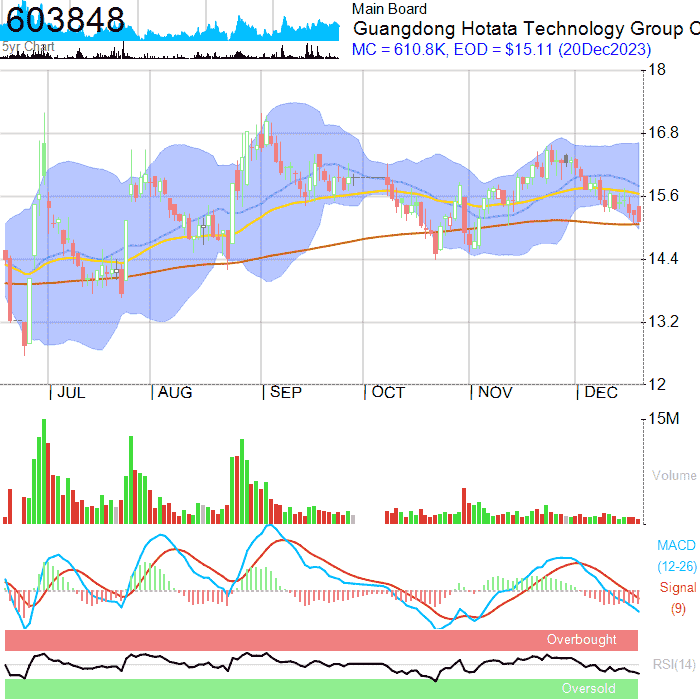 603848
5yr Chart
Main Board
Guangdong Hotata Technology Group C
MC = 610.8K, EOD = $15.11 (20Dec2023)
18
16.8
15.6
14.4
13.2
12
JUL
AUG
SEP
OCT
NOV
DEC
15M
Volume
MACD
(12-26)
Signal
(9)
Overbought
RSI(14)
Oversold